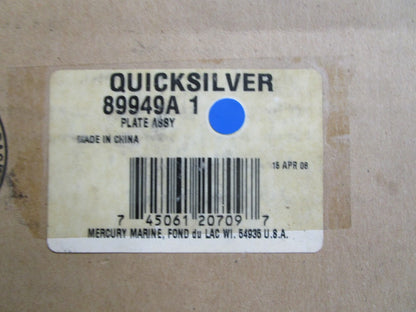 QUICKSILVER
89949A 1
PLATE ASSY
MADE IN CHINA
15 APR 08
7 45061 20709 7
MERCURY MARINE, FOND du LAC WI. 54935 U.S.A.